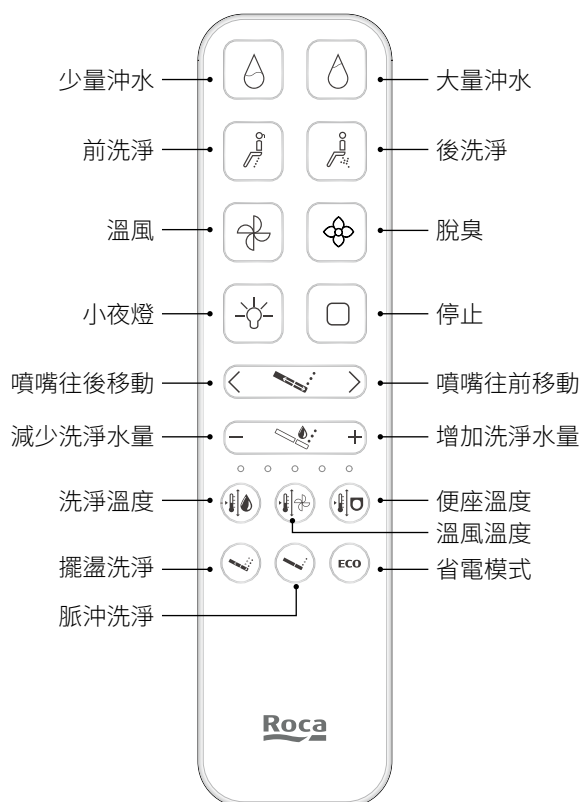 少量沖水
大量沖水
前洗淨
後洗淨
溫風
脫臭
小夜燈
停止
噴嘴往後移動
噴嘴往前移動
減少洗淨水量
增加洗淨水量
洗淨溫度
便座溫度
溫風溫度
擺盪洗淨
ECO
省電模式
脈沖洗淨
Roca